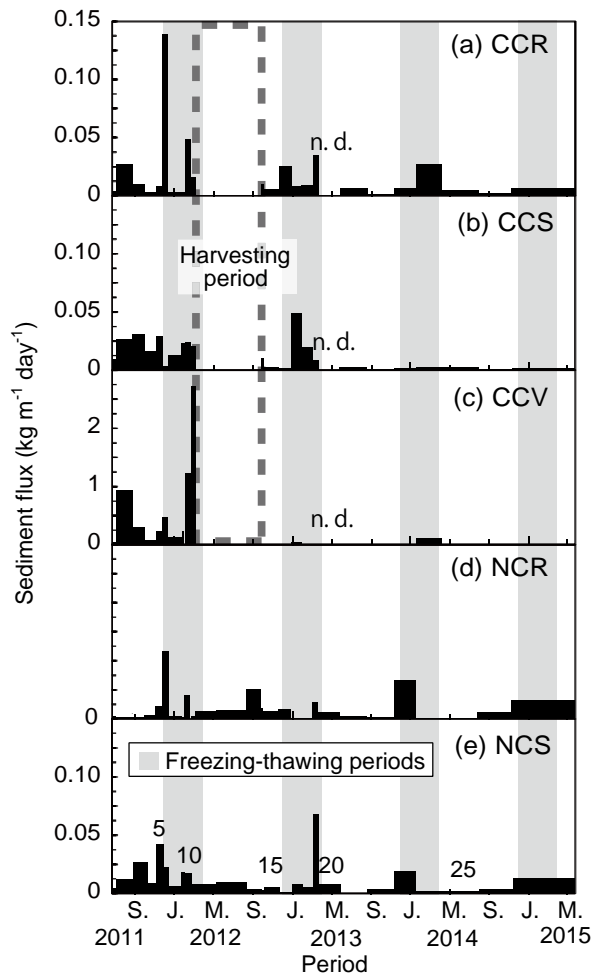 0.15
(a) CCR
0.10
0.05
n. d.
0
(b) CCS
0.10
Harvesting
period
0.05
n. d.
0
(c) CCV
2
1
n. d.
0
(d) NCR
0
(e) NCS
Freezing-thawing periods
0.10
0.05
5
10
15
20
25
0
S. J. M. S. J. M. S. J. M. S. J. M.
2011 2012 2013 2014 2015
Period
Sediment flux (kg m⁻¹ day⁻¹)